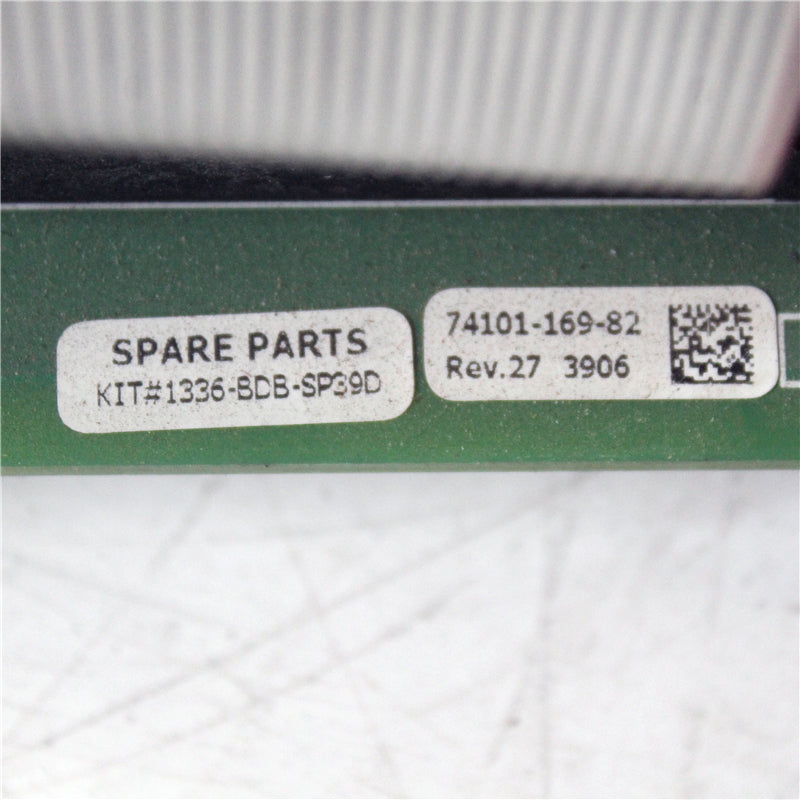 SPARE PARTS
KIT#1336-BDB-SP39D
74101-169-82
Rev.27 3906